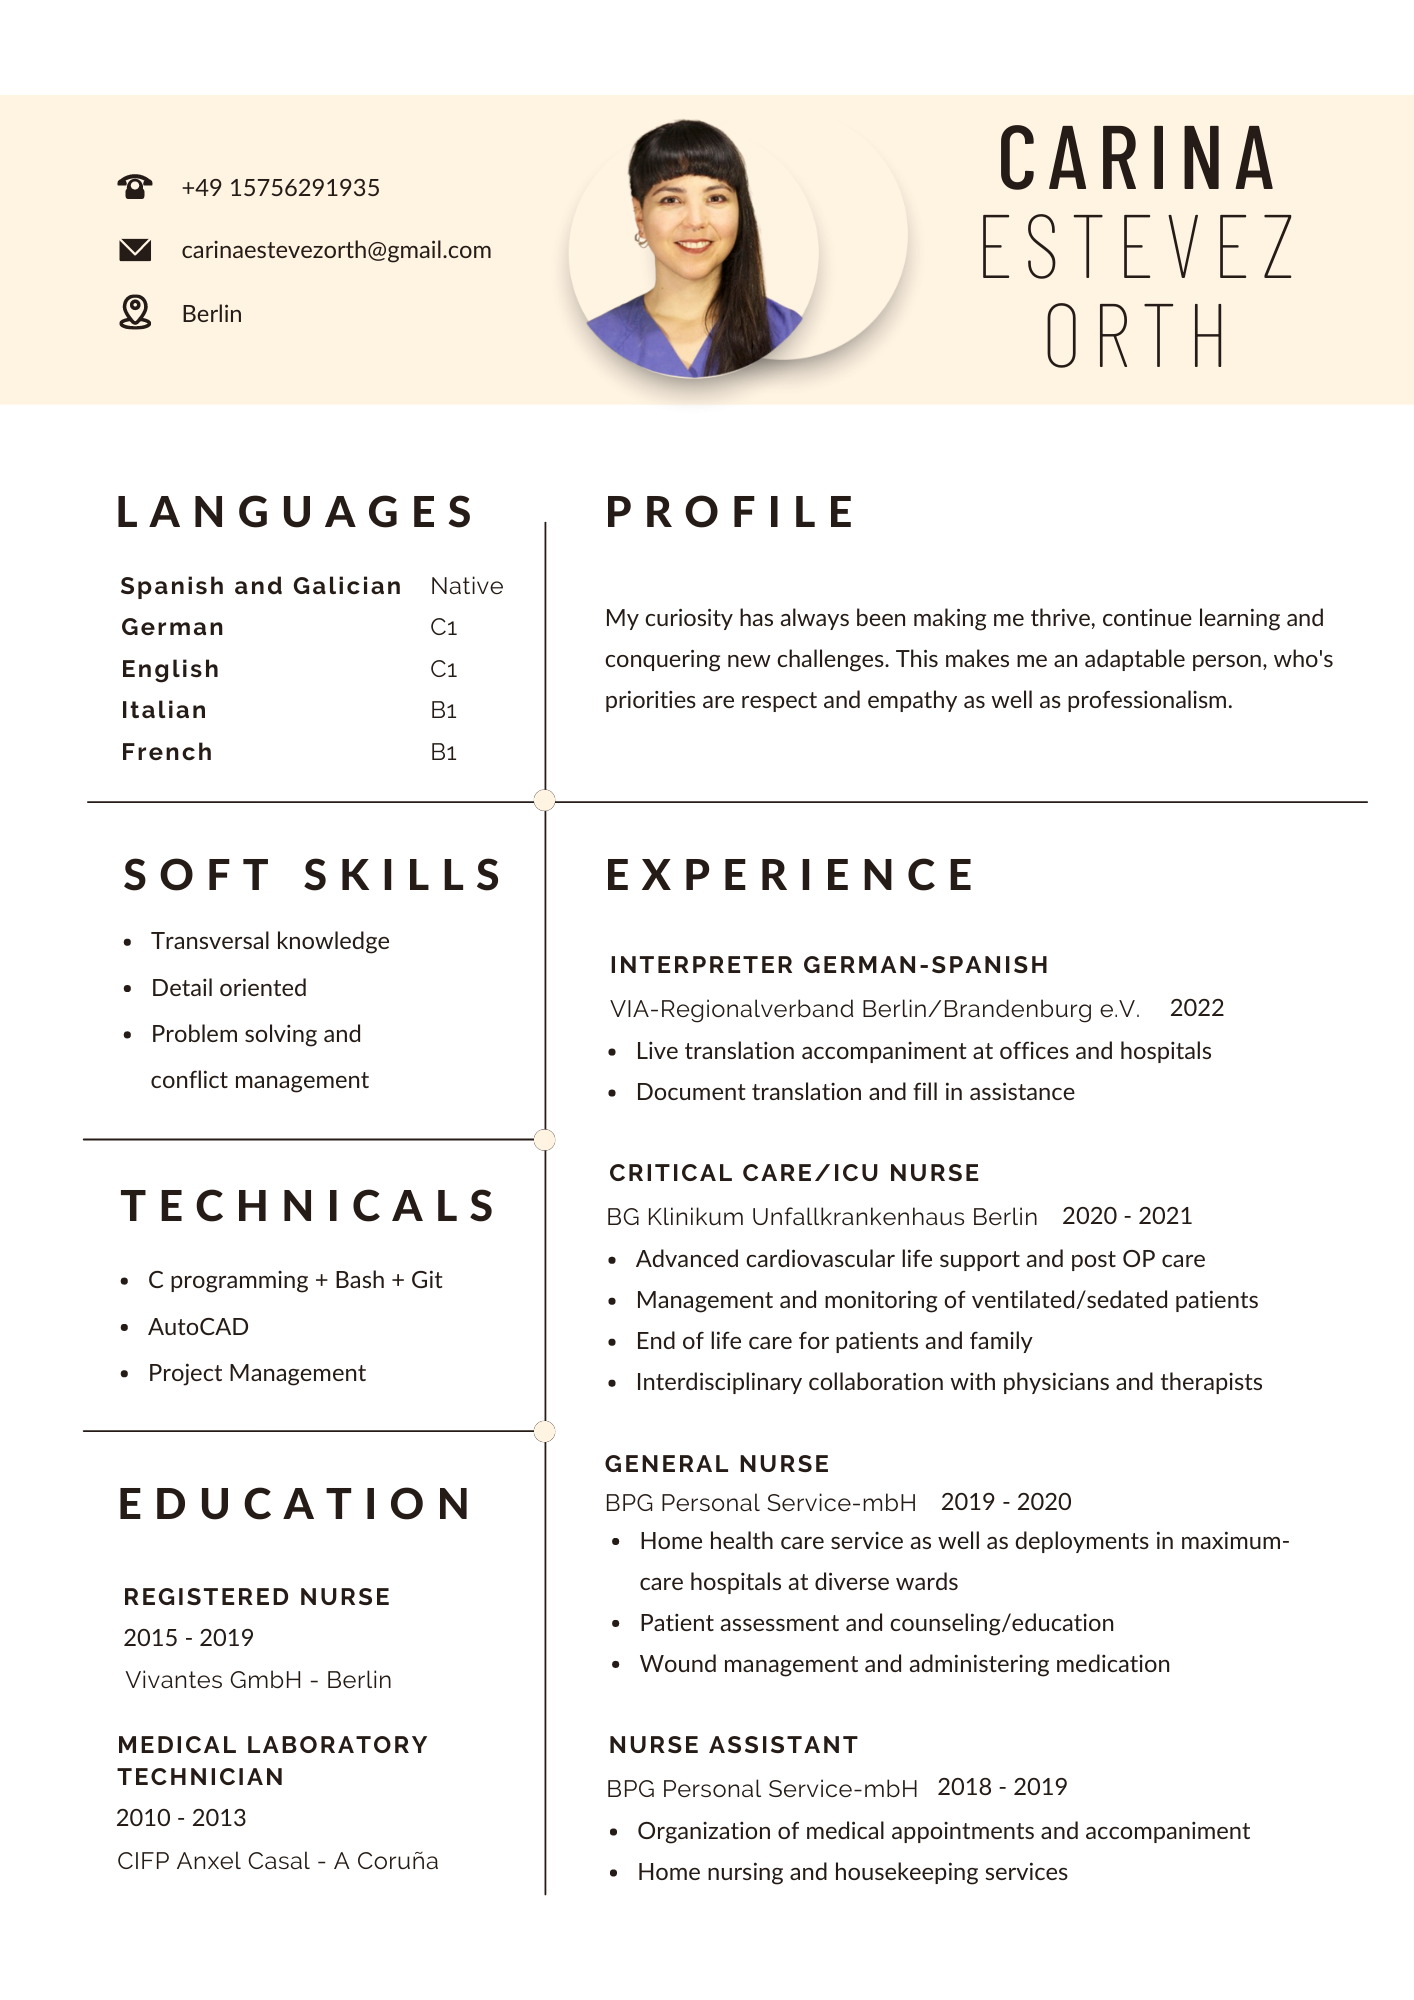 +49 15756291935
carinaestevezorth@gmail.com
Berlin
CARINA
ESTEVEZ
ORTH
LANGUAGES
Spanish and Galician Native
German C1
English C1
Italian B1
French B1
SOFT SKILLS
• Transversal knowledge
• Detail oriented
• Problem solving and
conflict management
TECHNICALS
• C programming + Bash + Git
• AutoCAD
• Project Management
EDUCATION
REGISTERED NURSE
2015 - 2019
Vivantes GmbH - Berlin
MEDICAL LABORATORY
TECHNICIAN
2010 - 2013
CIFP Anxel Casal - A Coruña
PROFILE
My curiosity has always been making me thrive, continue learning and
conquering new challenges. This makes me an adaptable person, who's
priorities are respect and empathy as well as professionalism.
EXPERIENCE
INTERPRETER GERMAN-SPANISH
VIA-Regionalverband Berlin/Brandenburg e.V. 2022
• Live translation accompaniment at offices and hospitals
• Document translation and fill in assistance
CRITICAL CARE/ICU NURSE
BG Klinikum Unfallkrankenhaus Berlin 2020 - 2021
• Advanced cardiovascular life support and post OP care
• Management and monitoring of ventilated/sedated patients
• End of life care for patients and family
• Interdisciplinary collaboration with physicians and therapists
GENERAL NURSE
BPG Personal Service-mbH 2019 - 2020
• Home health care service as well as deployments in maximum-
care hospitals at diverse wards
• Patient assessment and counseling/education
• Wound management and administering medication
NURSE ASSISTANT
BPG Personal Service-mbH 2018 - 2019
• Organization of medical appointments and accompaniment
• Home nursing and housekeeping services